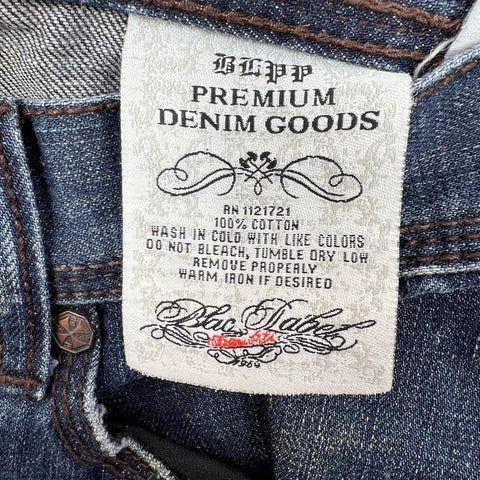 BLPP
PREMIUM
DENIM GOODS
RN 1121721
100% COTTON
WASH IN COLD WITH LIKE COLORS
DO NOT BLEACH, TUMBLE DRY LOW
REMOVE PROPERLY
WARM IRON IF DESIRED
Label